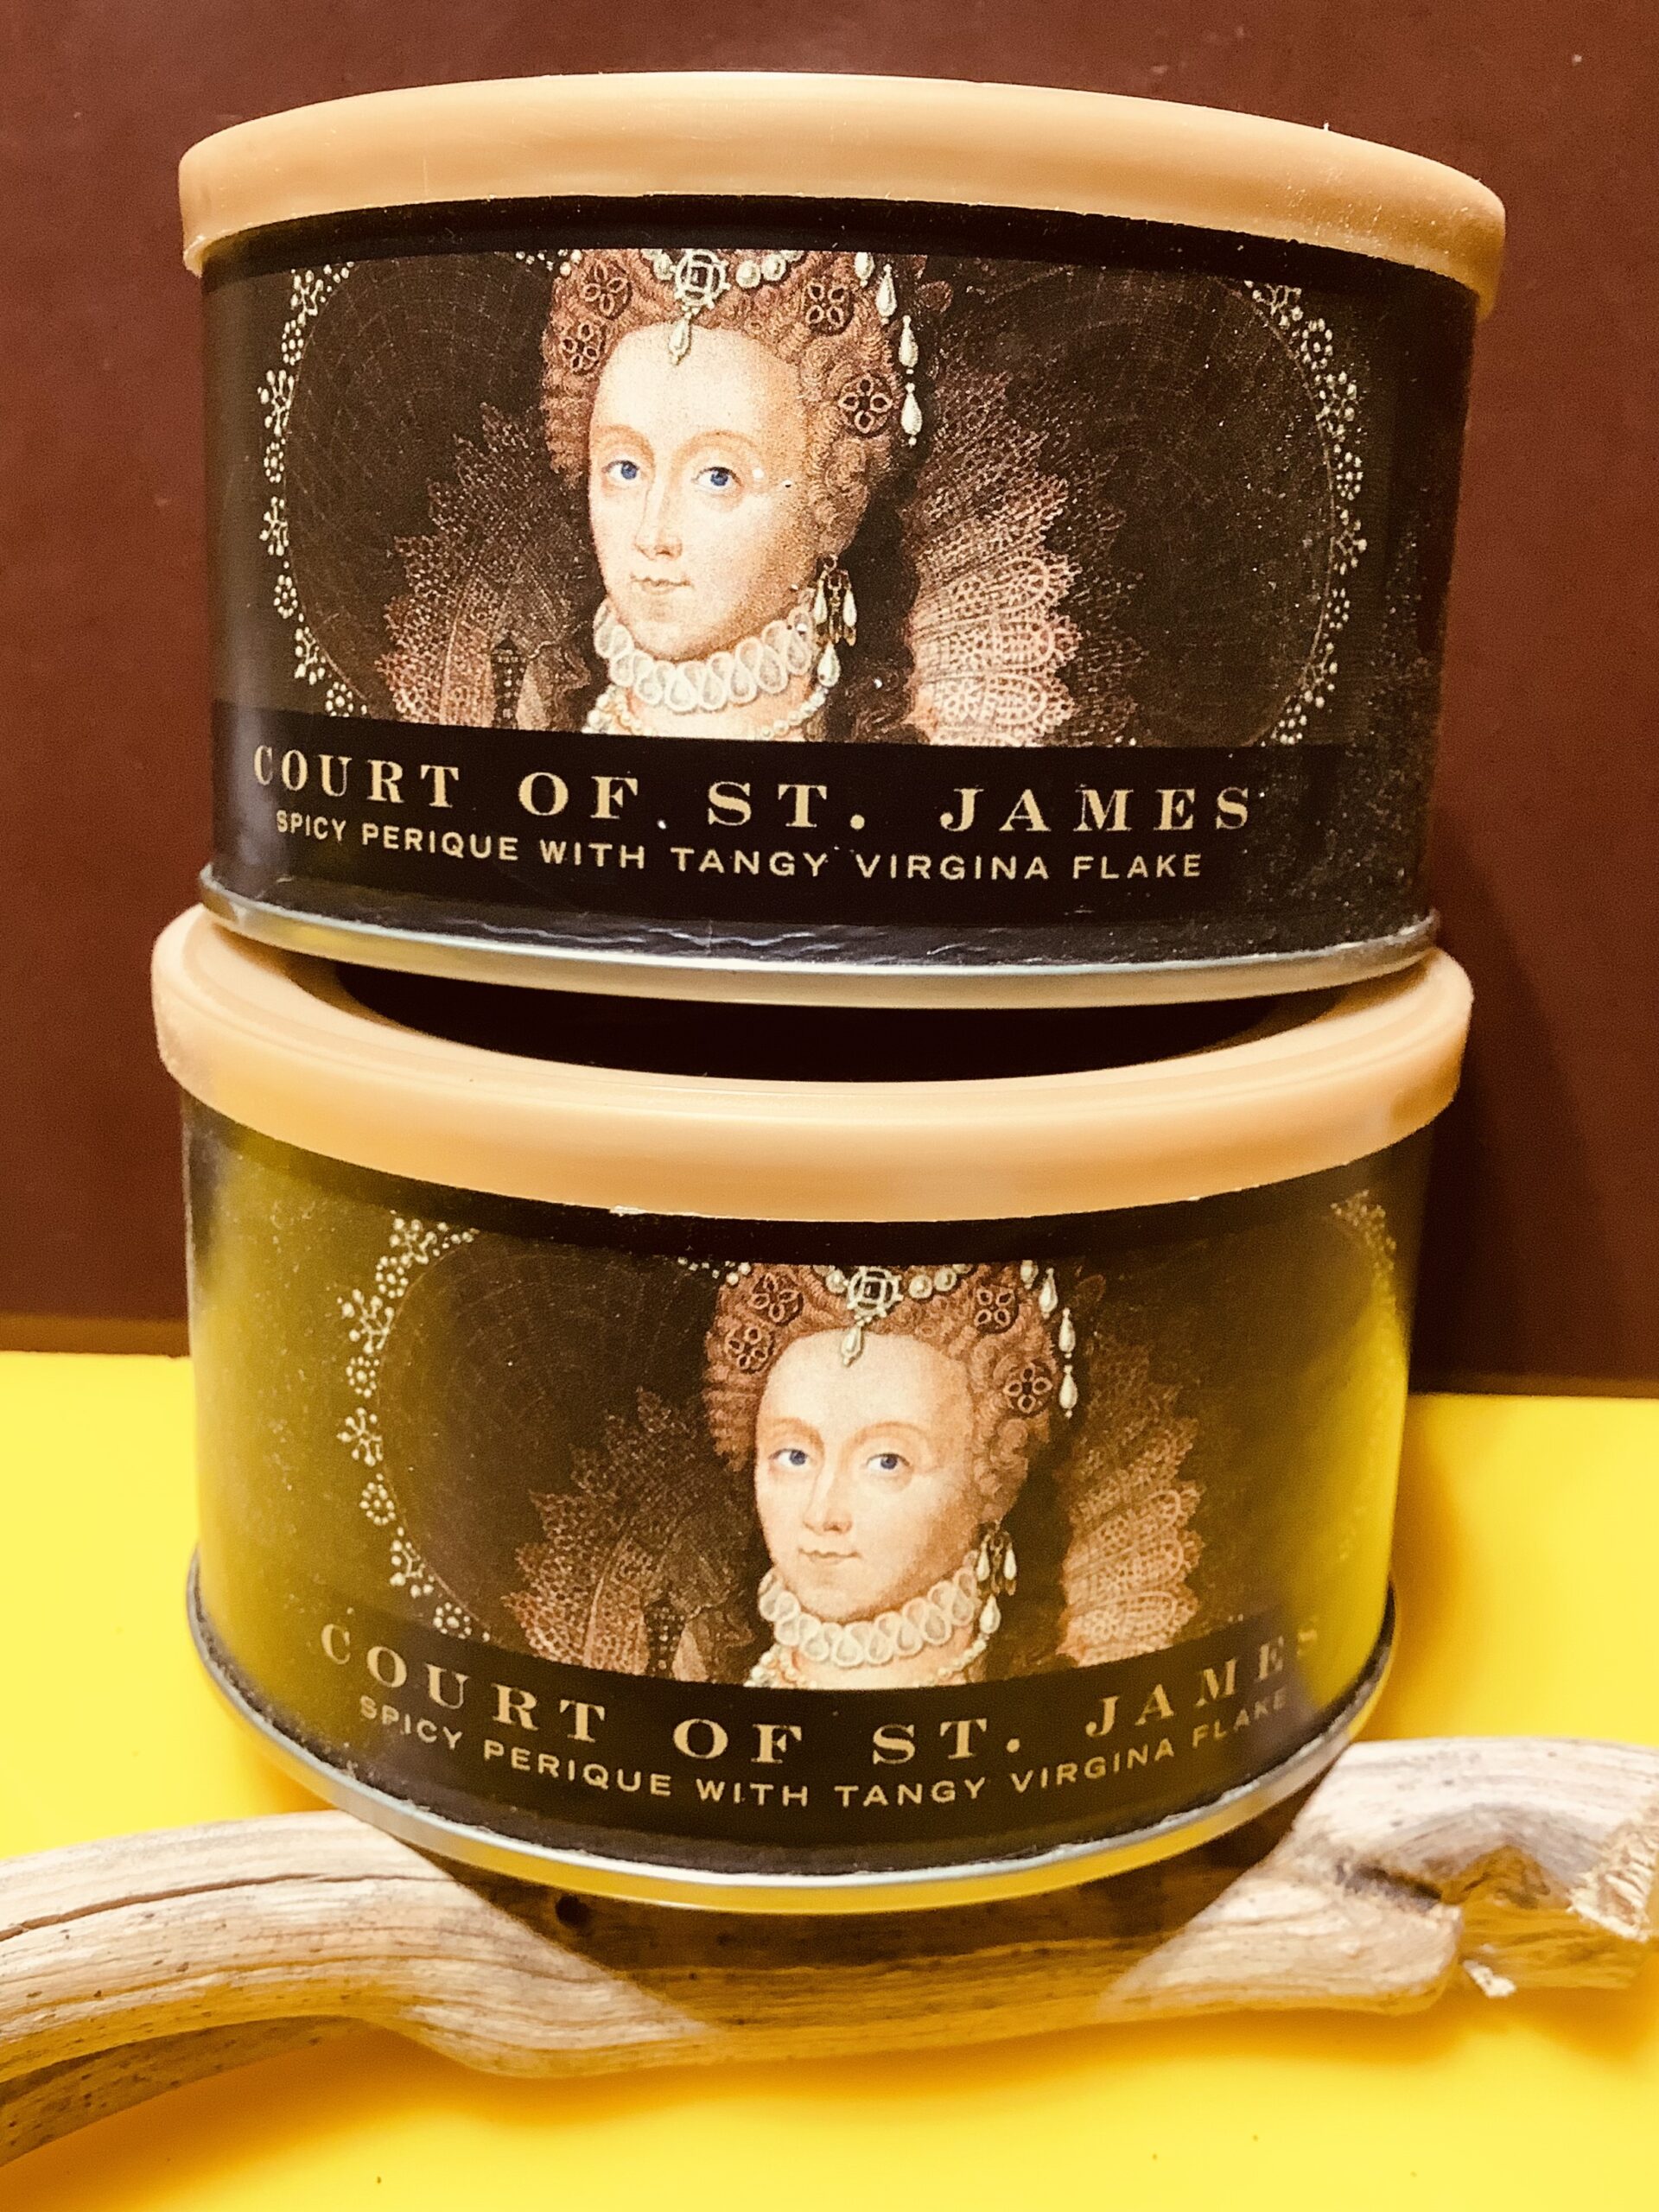 COURT OF ST. JAMES
SPICY PERIQUE WITH TANGY VIRGINA FLAKE
COURT OF ST. JAMES
SPICY PERIQUE WITH TANGY VIRGINA FLAKE